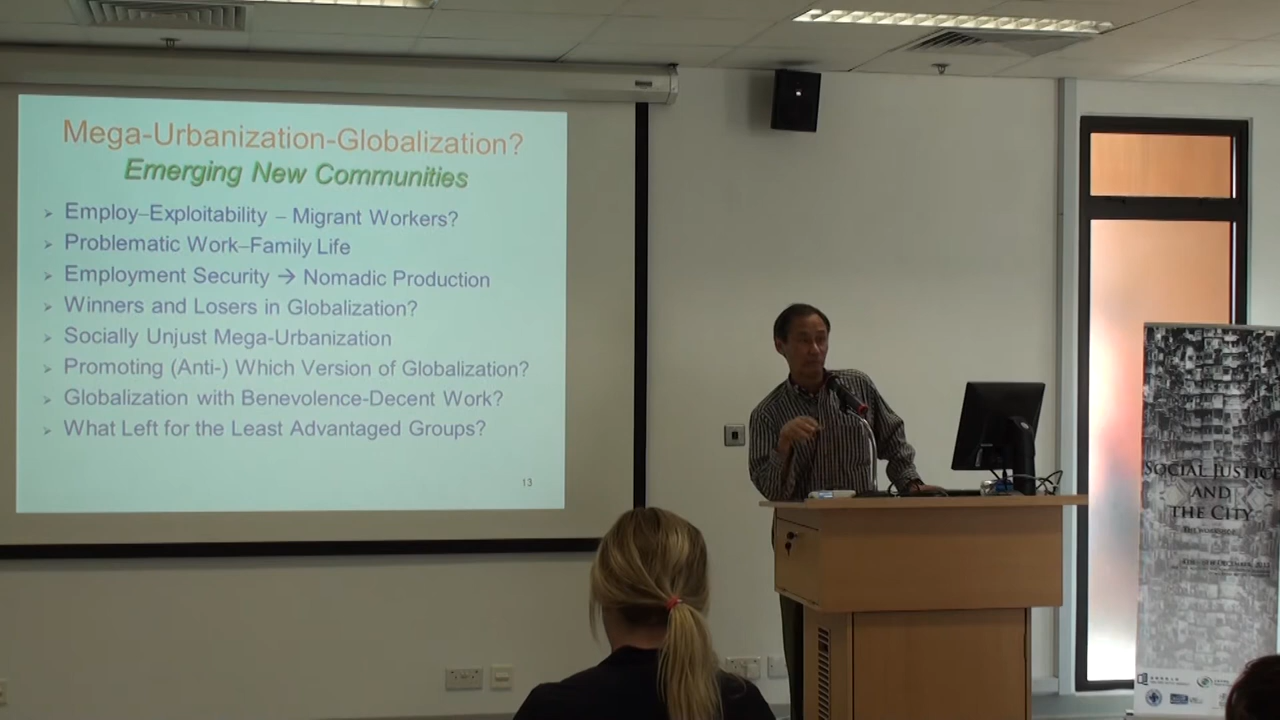 Mega-Urbanization-Globalization?
Emerging New Communities
➢ Employ–Exploitability – Migrant Workers?
➢ Problematic Work–Family Life
➢ Employment Security → Nomadic Production
➢ Winners and Losers in Globalization?
➢ Socially Unjust Mega-Urbanization
➢ Promoting (Anti-) Which Version of Globalization?
➢ Globalization with Benevolence-Decent Work?
➢ What Left for the Least Advantaged Groups?
13
SOCIAL JUSTICE
AND
THE CITY